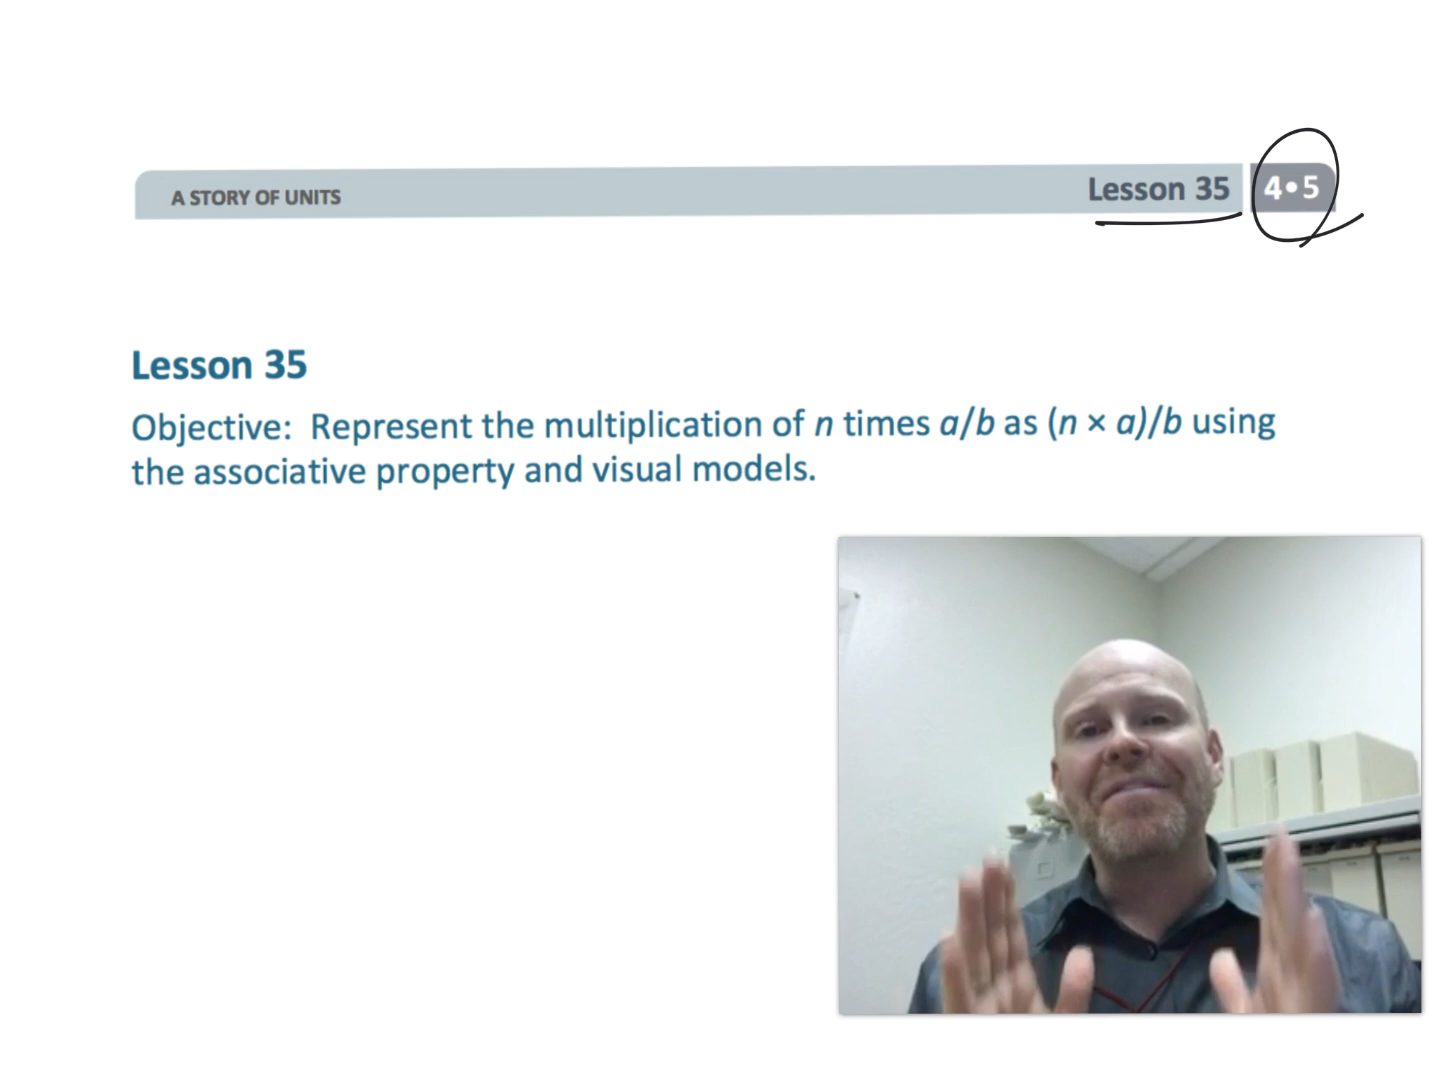 A STORY OF UNITS
Lesson 35
4•5
Lesson 35
Objective:  Represent the multiplication of n times a/b as (n × a)/b using
the associative property and visual models.